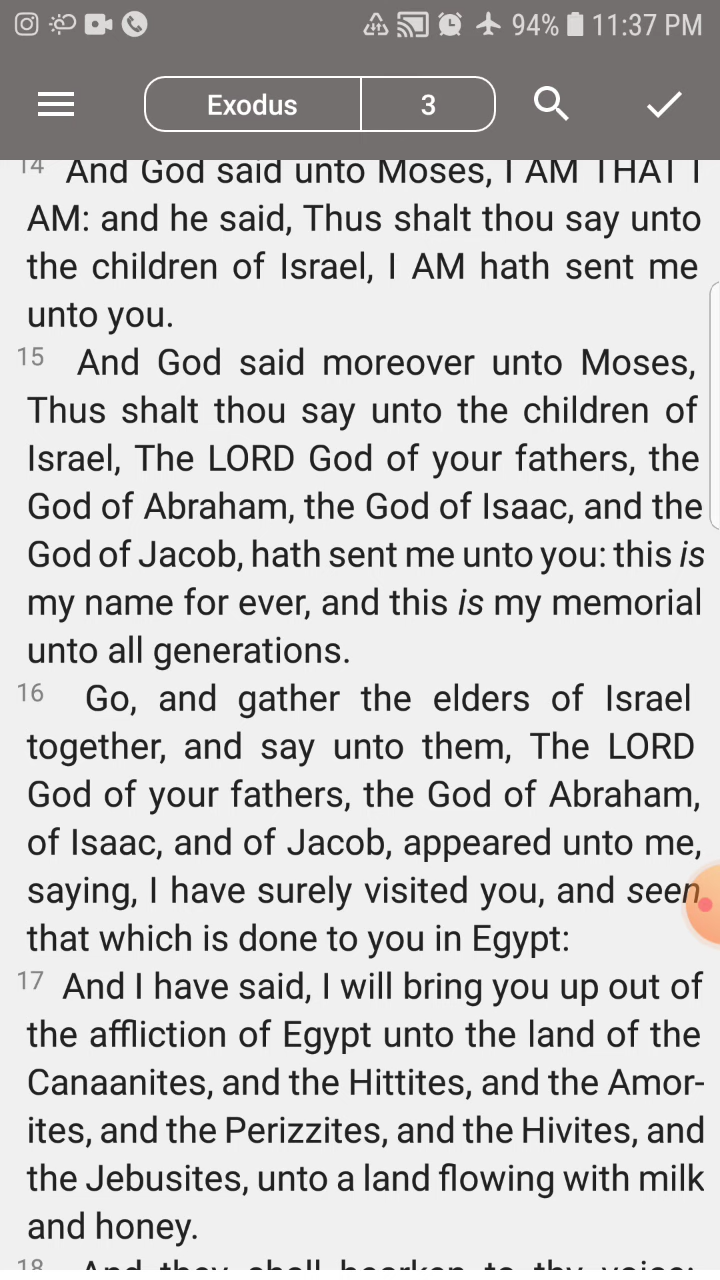 94% 11:37 PM
Exodus 3
14 And God said unto Moses, I AM THAT I
AM: and he said, Thus shalt thou say unto
the children of Israel, I AM hath sent me
unto you.
15 And God said moreover unto Moses,
Thus shalt thou say unto the children of
Israel, The LORD God of your fathers, the
God of Abraham, the God of Isaac, and the
God of Jacob, hath sent me unto you: this is
my name for ever, and this is my memorial
unto all generations.
16 Go, and gather the elders of Israel
together, and say unto them, The LORD
God of your fathers, the God of Abraham,
of Isaac, and of Jacob, appeared unto me,
saying, I have surely visited you, and seen
that which is done to you in Egypt:
17 And I have said, I will bring you up out of
the affliction of Egypt unto the land of the
Canaanites, and the Hittites, and the Amor-
ites, and the Perizzites, and the Hivites, and
the Jebusites, unto a land flowing with milk
and honey.
18 And they shall hearken to thy voice: